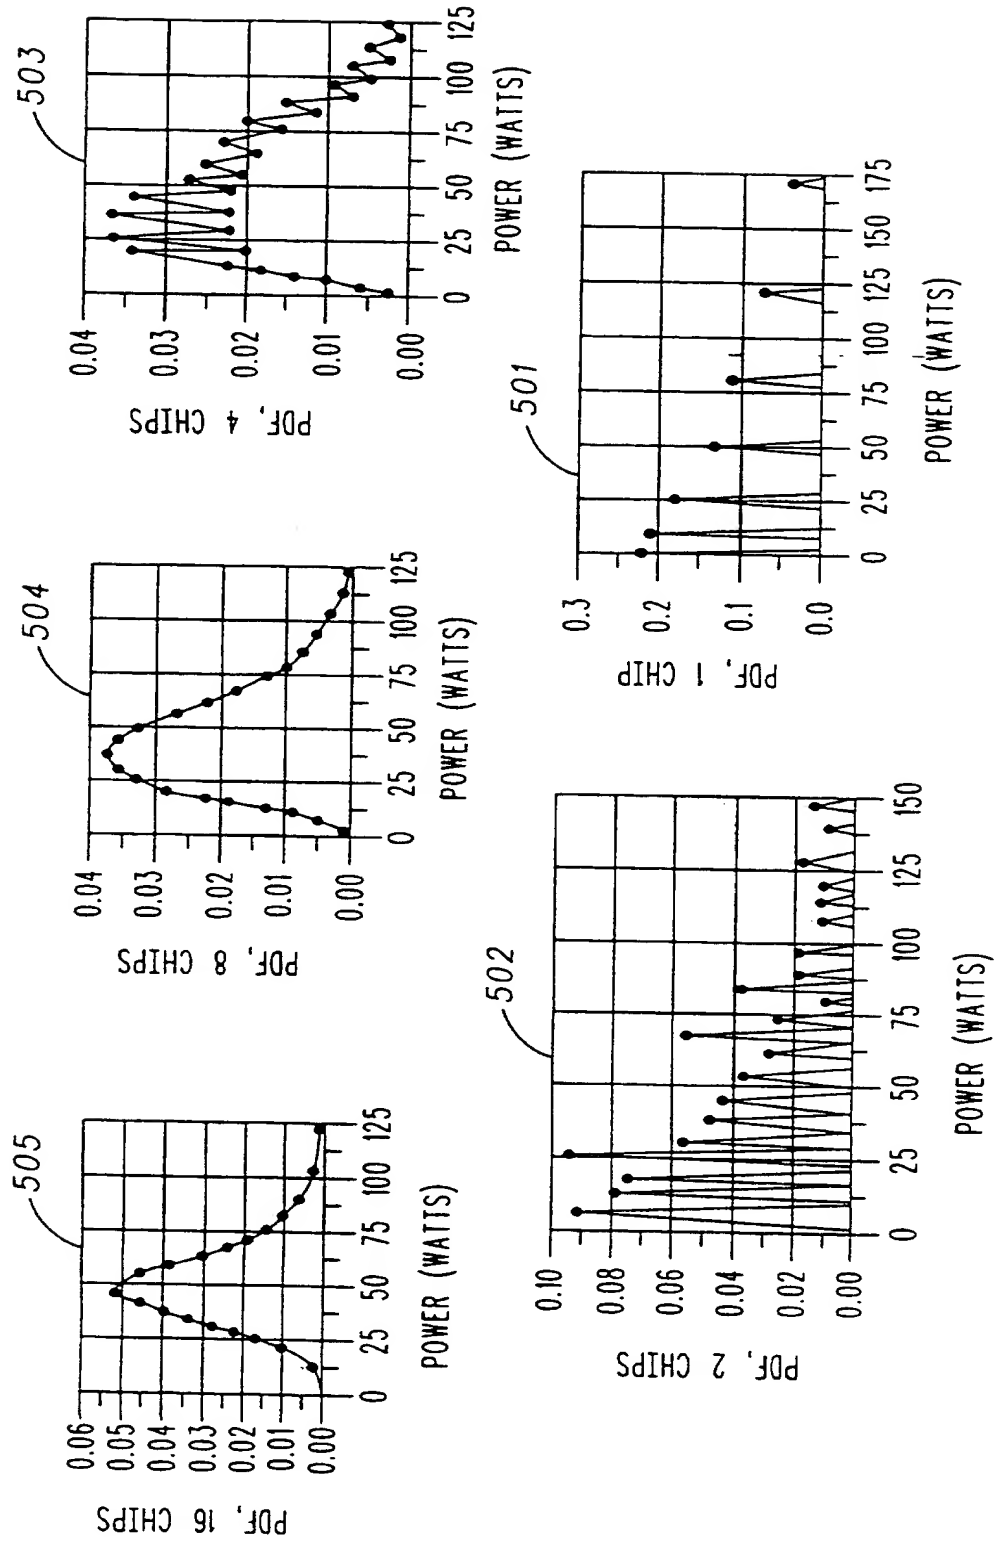 505
0.06
0.05
0.04
0.03
0.02
0.01
0.00
PDF, 16 CHIPS
0 25 50 75 100 125
POWER (WATTS)
504
0.04
0.03
0.02
0.01
0.00
PDF, 8 CHIPS
0 25 50 75 100 125
POWER (WATTS)
503
0.04
0.03
0.02
0.01
0.00
PDF, 4 CHIPS
0 25 50 75 100 125
POWER (WATTS)
502
0.10
0.08
0.06
0.04
0.02
0.00
PDF, 2 CHIPS
0 25 50 75 100 125 150
POWER (WATTS)
501
0.3
0.2
0.1
0.0
PDF, 1 CHIP
0 25 50 75 100 125 150 175
POWER (WATTS)